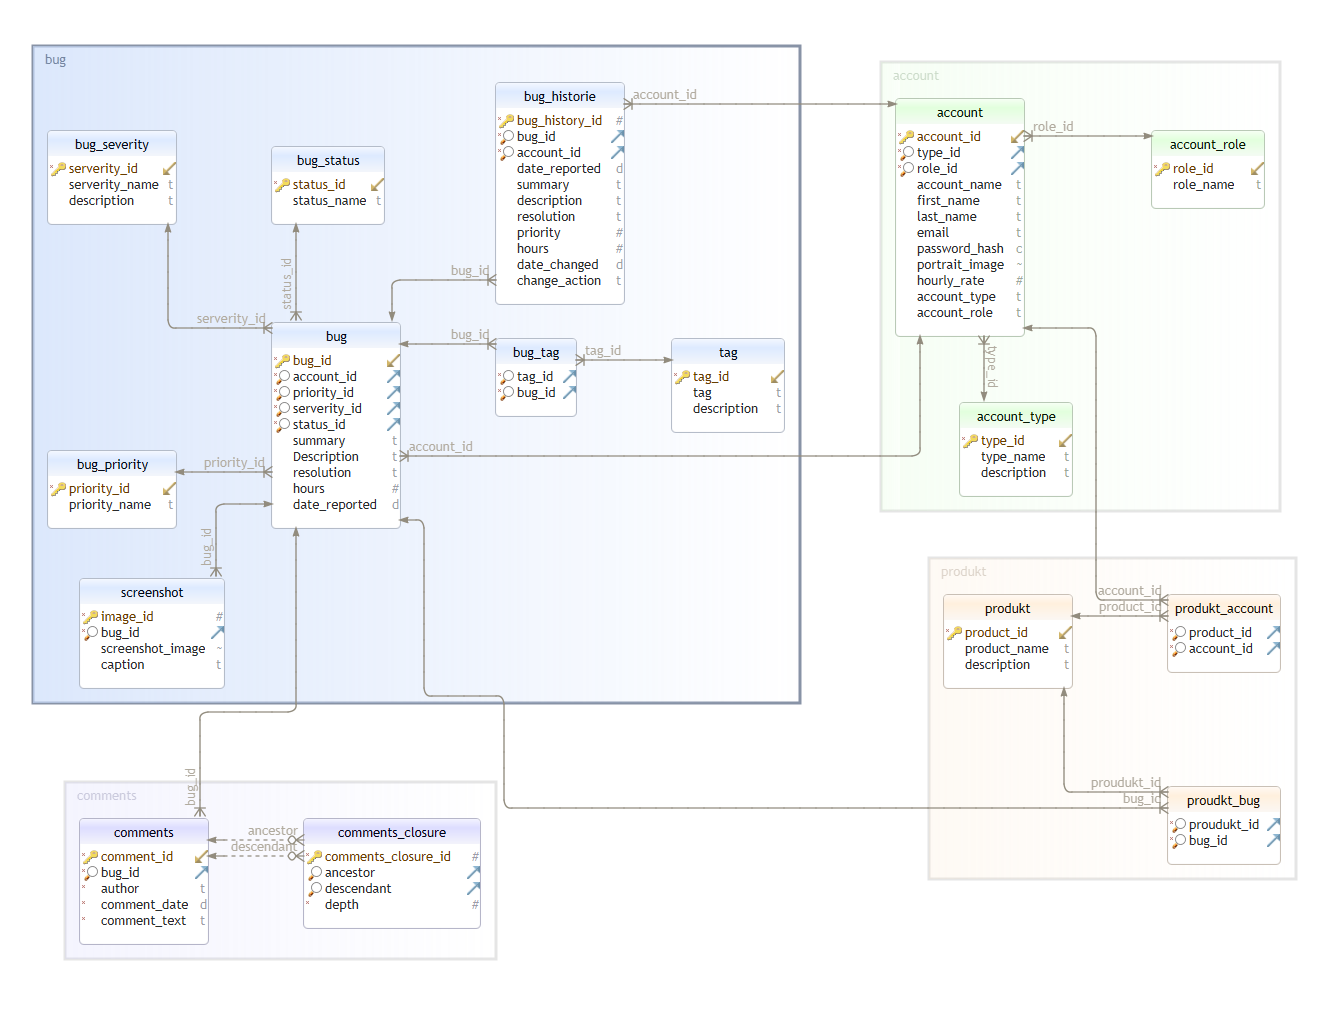 bug
bug_severity
serverity_id
serverity_name t
description t
bug_status
status_id
status_name t
bug_historie
bug_history_id #
bug_id
account_id
date_reported d
summary t
description t
resolution t
priority #
hours #
date_changed d
change_action t
account_id
bug_id
status_id
serverity_id
bug
bug_id
account_id
priority_id
serverity_id
status_id
summary t
Description t
resolution t
hours #
date_reported d
bug_id
bug_tag
tag_id
bug_id
tag_id
tag
tag_id
tag t
description t
account_id
priority_id
bug_priority
priority_id
priority_name t
bug_id
screenshot
image_id #
bug_id
screenshot_image ~
caption t
account
account
account_id
type_id
role_id
account_name t
first_name t
last_name t
email t
password_hash c
portrait_image ~
hourly_rate #
account_type t
account_role t
role_id
account_role
role_id
role_name t
type_id
account_type
type_id
type_name t
description t
produkt
produkt
product_id
product_name t
description t
account_id
product_id
produkt_account
product_id
account_id
proudukt_id
bug_id
proudkt_bug
proudukt_id
bug_id
comments
bug_id
comments
comment_id
bug_id
author t
comment_date d
comment_text t
ancestor
descendant
comments_closure
comments_closure_id #
ancestor
descendant
depth #